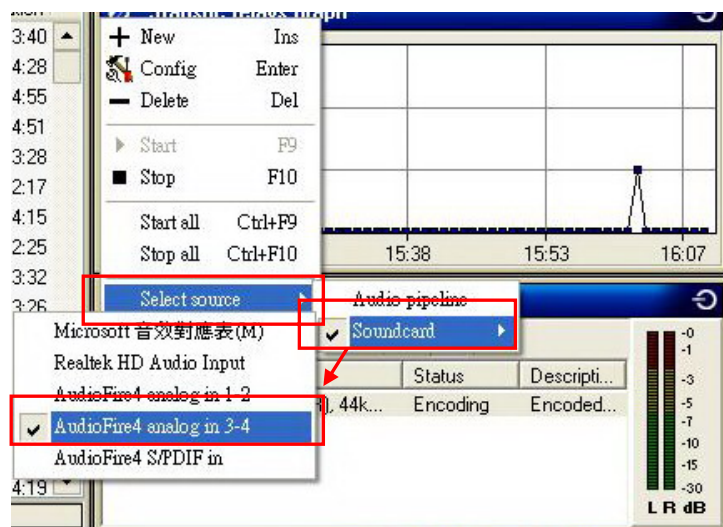 3:40
4:28
4:55
4:51
3:28
2:17
4:15
2:25
3:32
3:26
4:19
New Ins
Config Enter
Delete Del
Start F9
Stop F10
Start all Ctrl+F9
Stop all Ctrl+F10
Select source
Audio pipeline
Soundcard
Microsoft 音效對應表(M)
Realtek HD Audio Input
AudioFire4 analog in 1-2
AudioFire4 analog in 3-4
AudioFire4 S/PDIF in
15:38 15:53 16:07
Status Descripti...
44k... Encoding Encoded...
-0
-1
-3
-5
-7
-10
-15
-30
L R dB